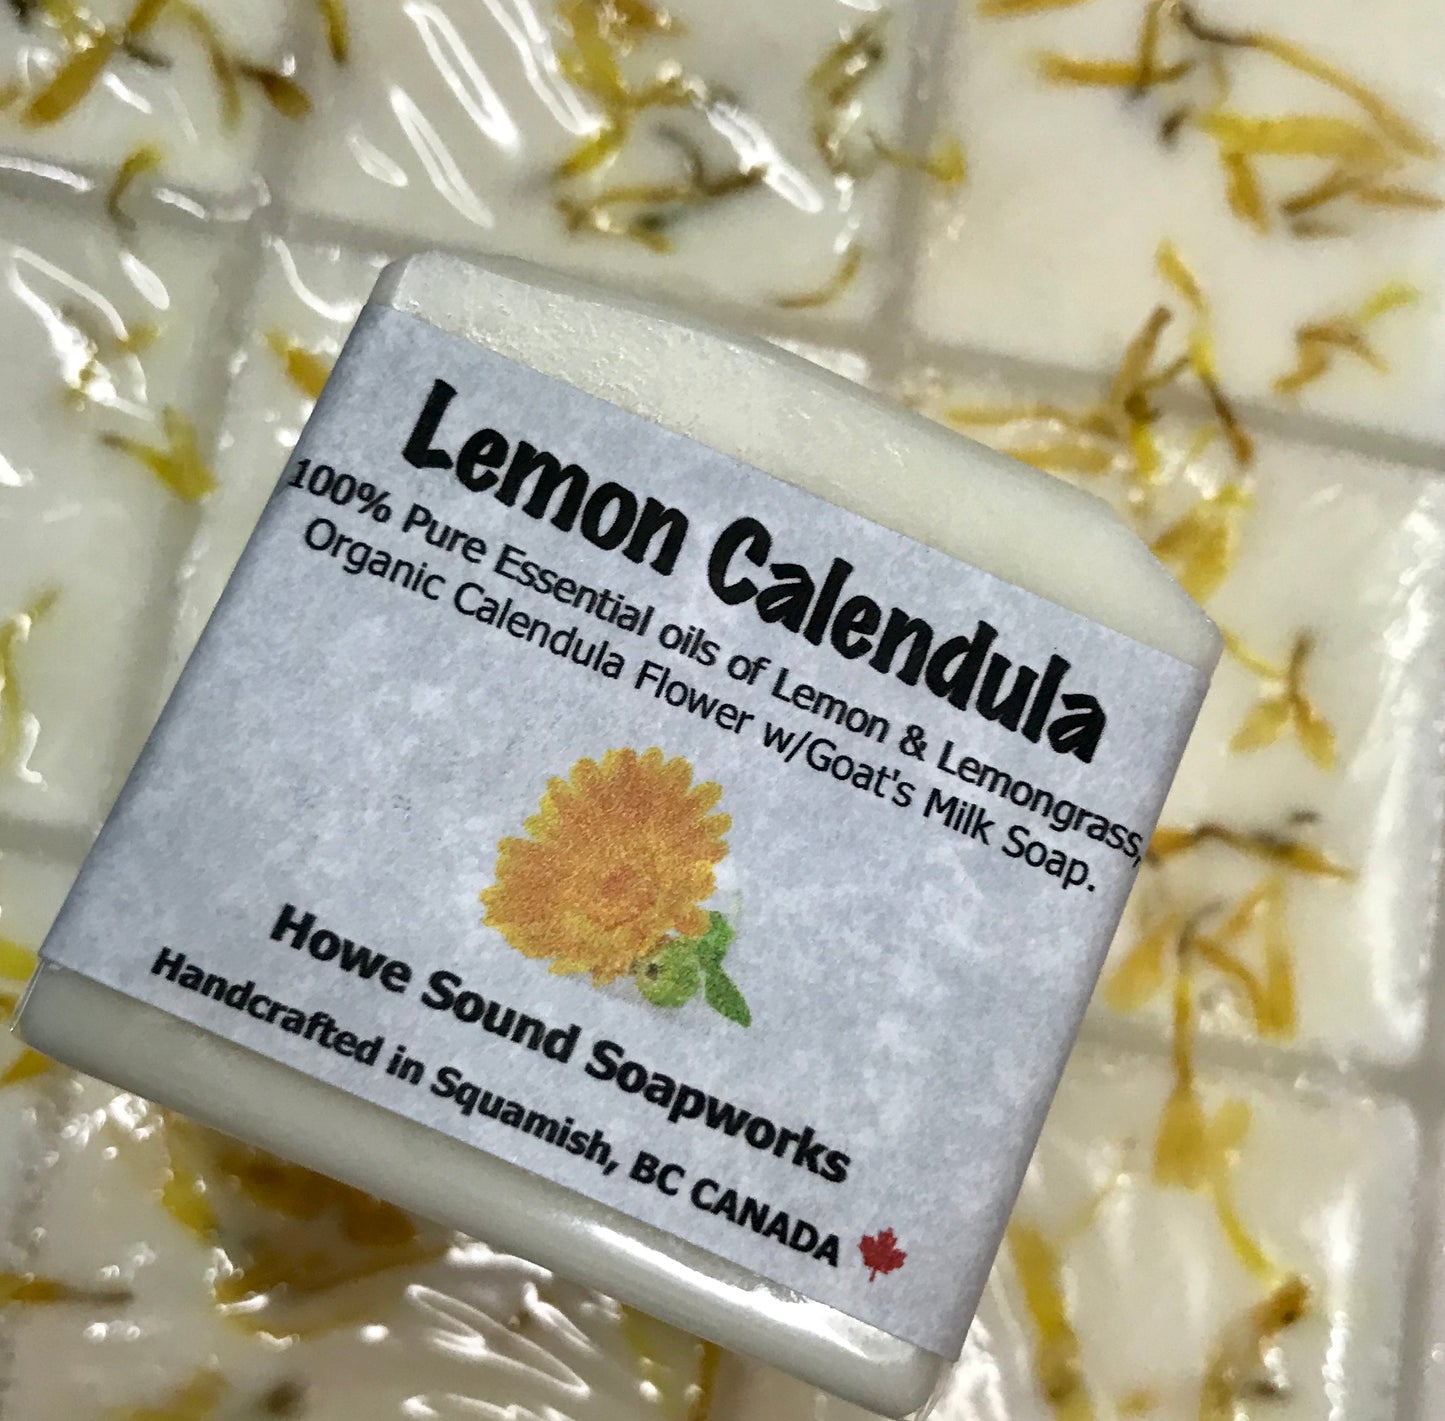 Lemon Calendula
100% Pure Essential oils of Lemon & Lemongrass,
Organic Calendula Flower w/Goat's Milk Soap.
Howe Sound Soapworks
Handcrafted in Squamish, BC CANADA